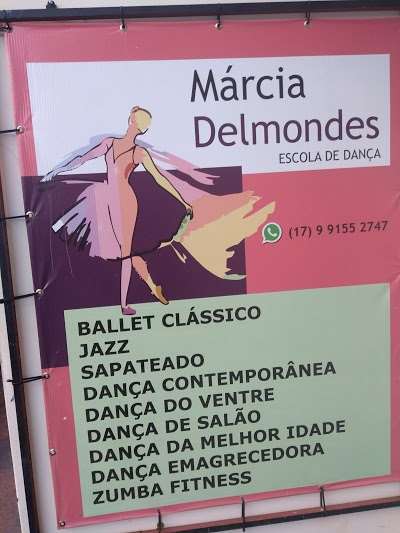 Márcia
Delmondes
ESCOLA DE DANÇA
(17) 9 9155 2747
BALLET CLÁSSICO
JAZZ
SAPATEADO
DANÇA CONTEMPORÂNEA
DANÇA DO VENTRE
DANÇA DE SALÃO
DANÇA DA MELHOR IDADE
DANÇA EMAGRECEDORA
ZUMBA FITNESS